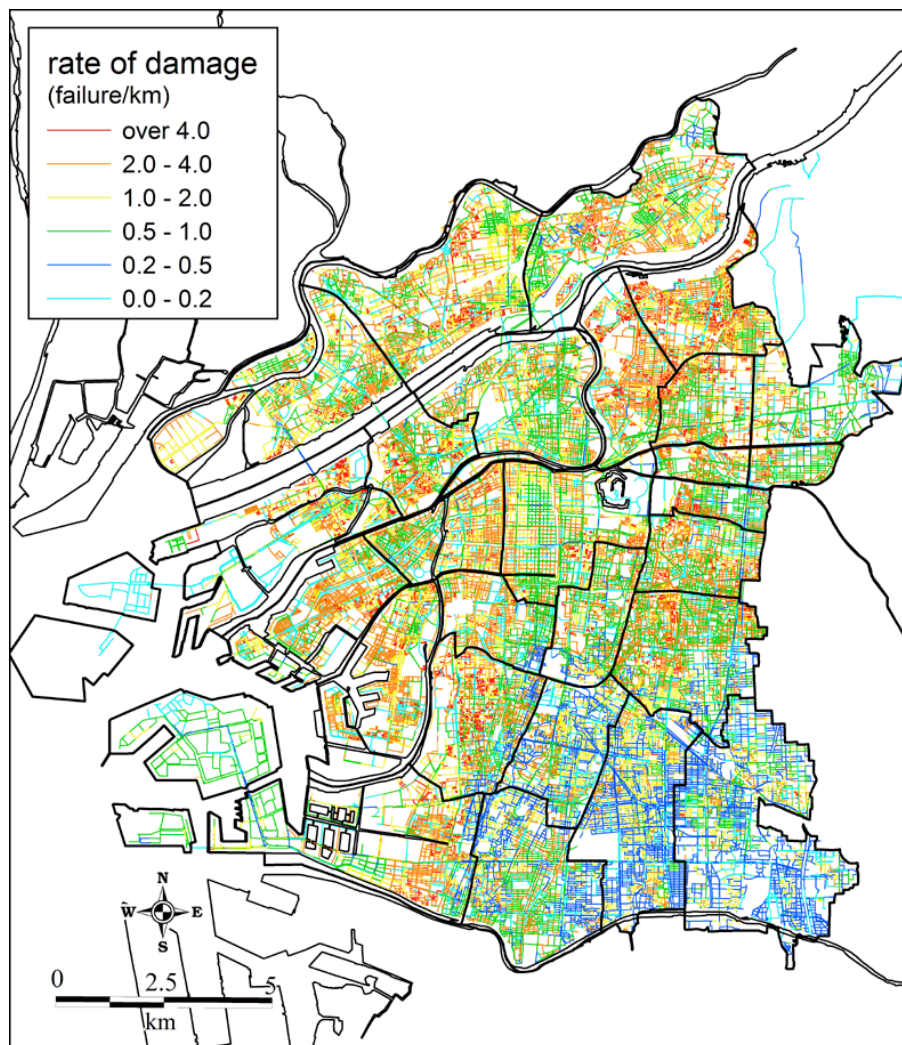 rate of damage
(failure/km)
over 4.0
2.0 - 4.0
1.0 - 2.0
0.5 - 1.0
0.2 - 0.5
0.0 - 0.2
N
W E
S
0 2.5 5
km